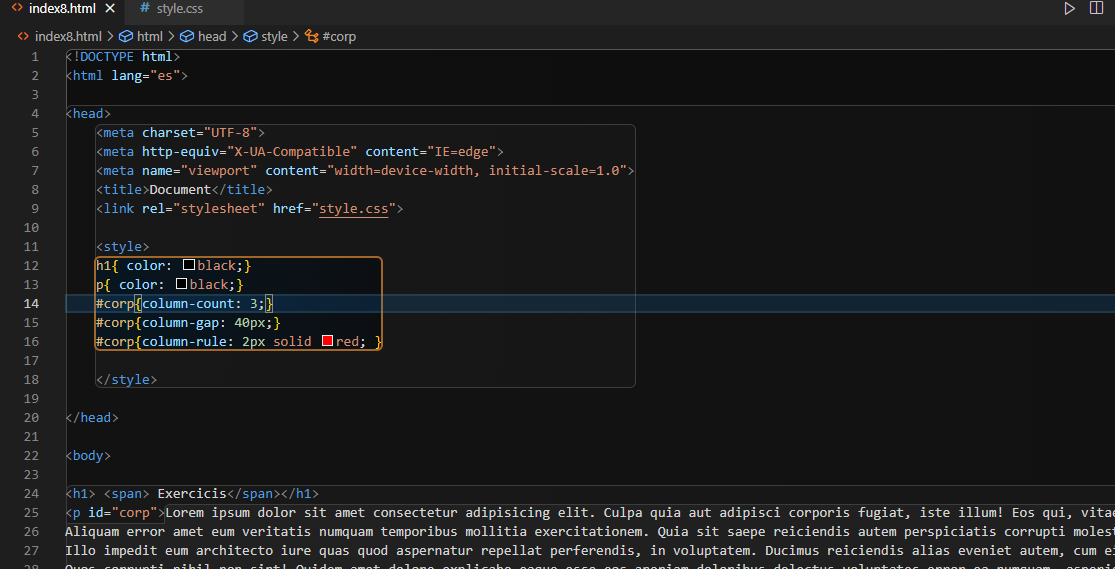 index8.html
style.css
index8.html > html > head > style > #corp
1 <!DOCTYPE html>
2 <html lang="es">
3
4 <head>
5 <meta charset="UTF-8">
6 <meta http-equiv="X-UA-Compatible" content="IE=edge">
7 <meta name="viewport" content="width=device-width, initial-scale=1.0">
8 <title>Document</title>
9 <link rel="stylesheet" href="style.css">
10
11 <style>
12 h1{ color: black;}
13 p{ color: black;}
14 #corp{column-count: 3;}
15 #corp{column-gap: 40px;}
16 #corp{column-rule: 2px solid red; }
17
18 </style>
19
20 </head>
21
22 <body>
23
24 <h1> <span> Exercicis</span></h1>
25 <p id="corp">Lorem ipsum dolor sit amet consectetur adipisicing elit. Culpa quia aut adipisci corporis fugiat, iste illum! Eos qui, vitae
26 Aliquam error amet eum veritatis numquam temporibus mollitia exercitationem. Quia sit saepe reiciendis autem perspiciatis corrupti molest
27 Illo impedit eum architecto iure quas quod aspernatur repellat perferendis, in voluptatem. Ducimus reiciendis alias eveniet autem, cum ei
28